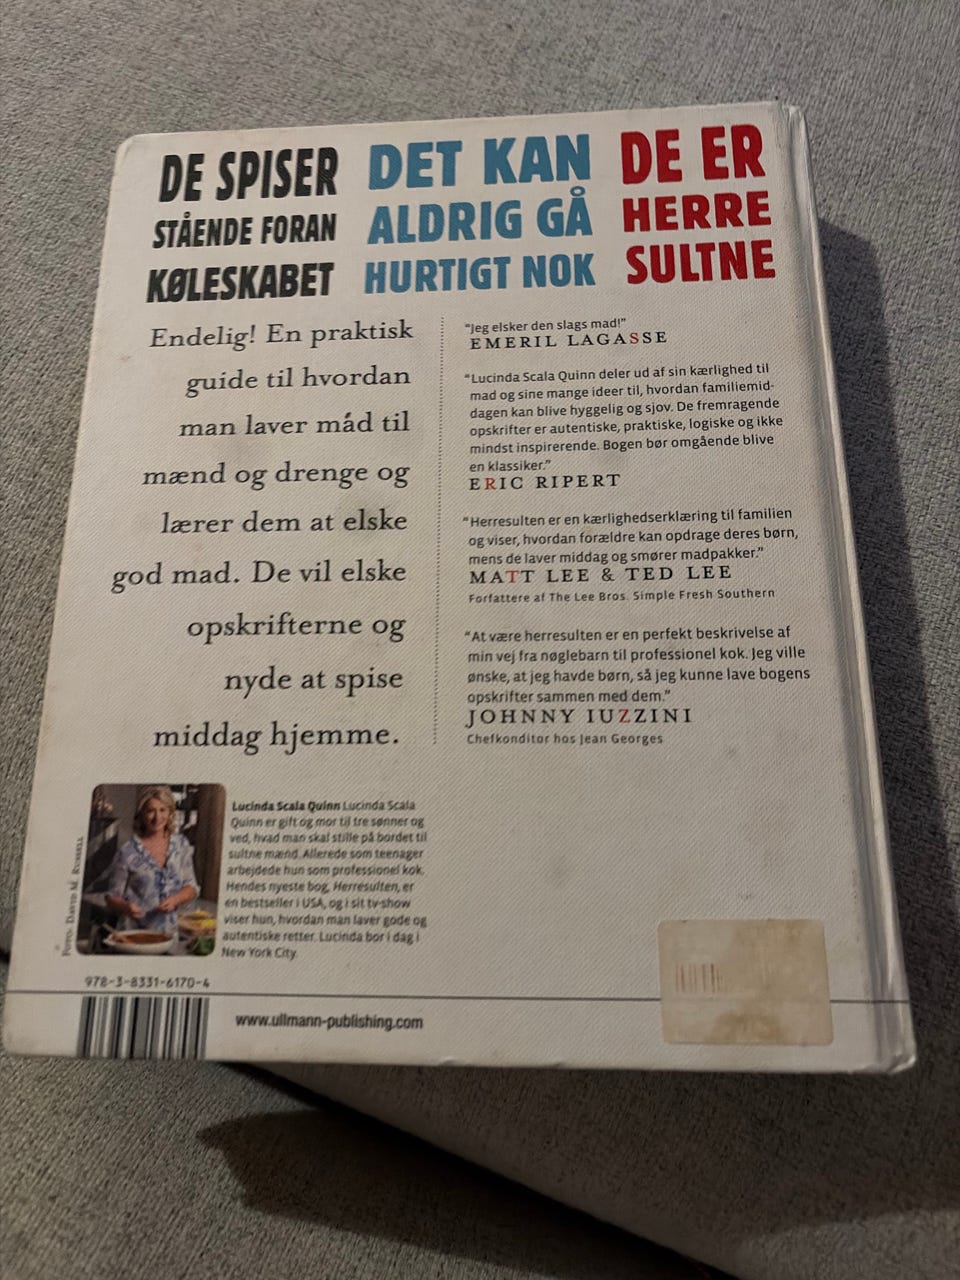 DE SPISER
STÅENDE FORAN
KØLESKABET
DET KAN
ALDRIG GÅ
HURTIGT NOK
DE ER
HERRE
SULTNE
Endelig! En praktisk
guide til hvordan
man laver mád til
mænd og drenge og
lærer dem at elske
god mad. De vil elske
opskrifterne og
nyde at spise
middag hjemme.
"Jeg elsker den slags mad!"
EMERIL LAGASSE
"Lucinda Scala Quinn deler ud af sin kærlighed til
mad og sine mange ideer til, hvordan familiemid-
dagen kan blive hyggelig og sjov. De fremragende
opskrifter er autentiske, praktiske, logiske og ikke
mindst inspirerende. Bogen bør omgående blive
en klassiker."
ERIC RIPERT
"Herresulten er en kærlighedserklæring til familien
og viser, hvordan forældre kan opdrage deres børn,
mens de laver middag og smører madpakker."
MATT LEE & TED LEE
Forfattere af The Lee Bros. Simple Fresh Southern
"At være herresulten er en perfekt beskrivelse af
min vej fra nøglebarn til professionel kok. Jeg ville
ønske, at jeg havde børn, så jeg kunne lave bogens
opskrifter sammen med dem."
JOHNNY IUZZINI
Chefkonditor hos Jean Georges
FOTO: DAVID M. RUSSELL
Lucinda Scala Quinn Lucinda Scala
Quinn er gift og mor til tre sønner og
ved, hvad man skal stille på bordet til
sultne mænd. Allerede som teenager
arbejdede hun som professionel kok.
Hendes nyeste bog, Herresulten, er
en bestseller i USA, og i sit tv-show
viser hun, hvordan man laver gode og
autentiske retter. Lucinda bor i dag i
New York City.
978-3-8331-6170-4
www.ullmann-publishing.com